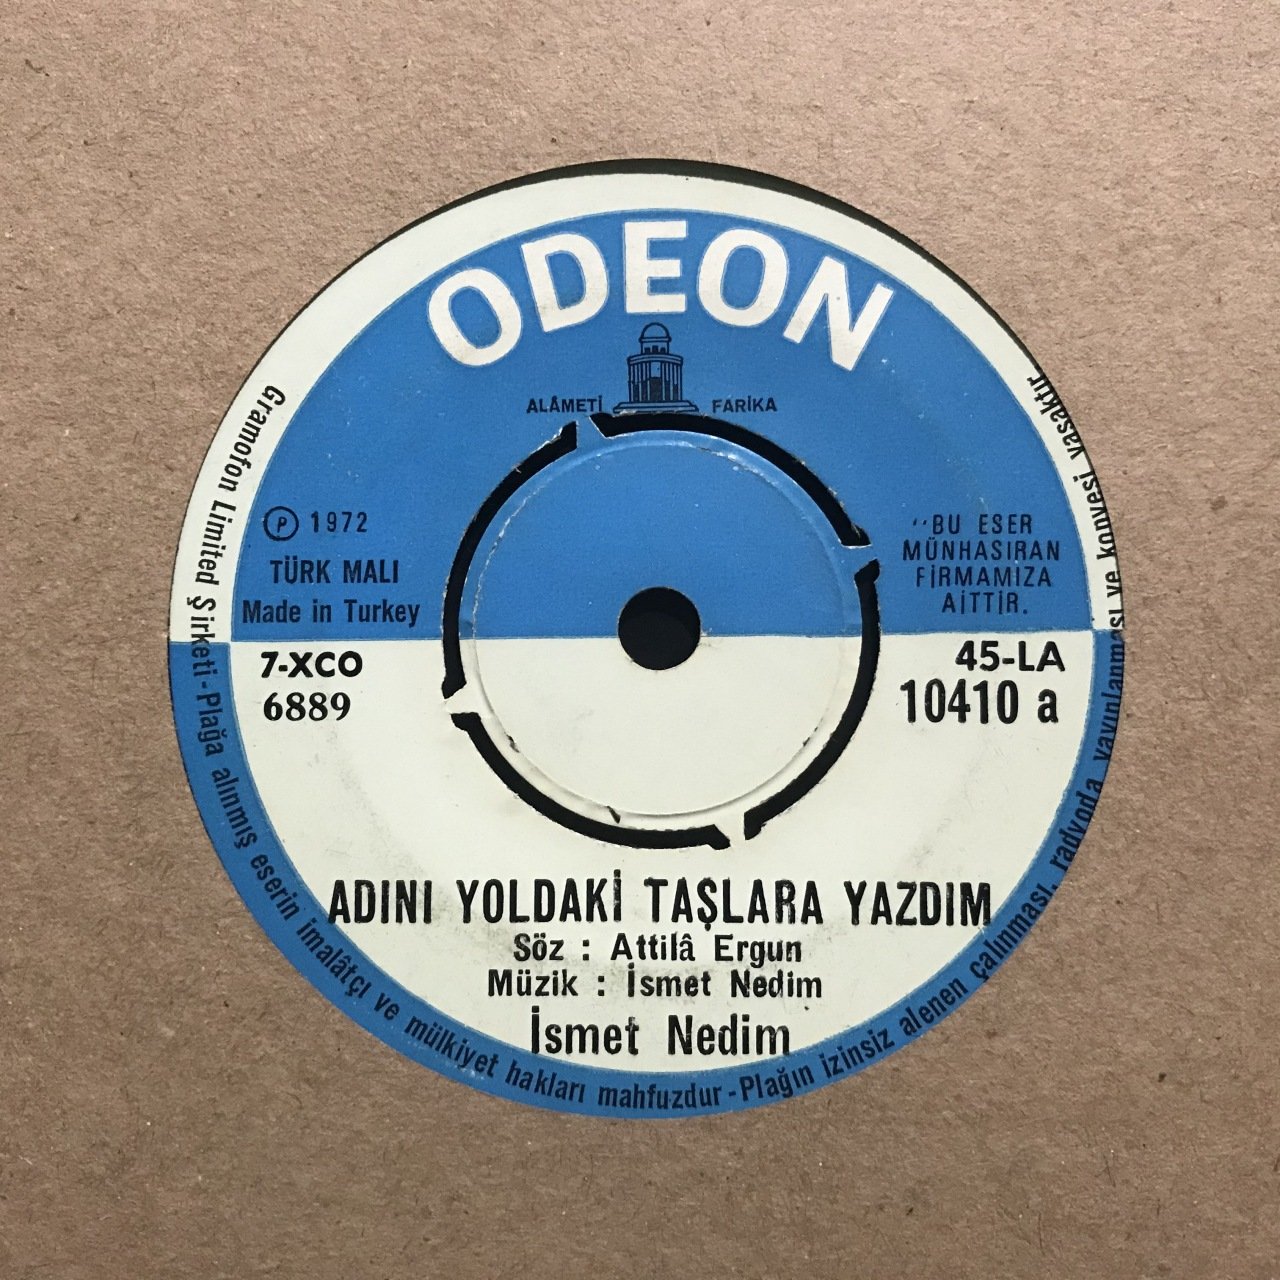 ODEON
ALÂMETİ FARİKA
Ⓟ 1972
TÜRK MALI
Made in Turkey
"BU ESER
MÜNHASIRAN
FİRMAMIZA
AİTTİR.
7-XCO
6889
45-LA
10410 a
ADINI YOLDAKİ TAŞLARA YAZDIM
Söz : Attilâ Ergun
Müzik : İsmet Nedim
İsmet Nedim
Gramofon Limited Şirketi - Plağa alınmış eserin imalâtçı ve mülkiyet hakları mahfuzdur - Plağın izinsiz alenen çalınması, radyoda yayınlanması ve kopyesi yasaktır.